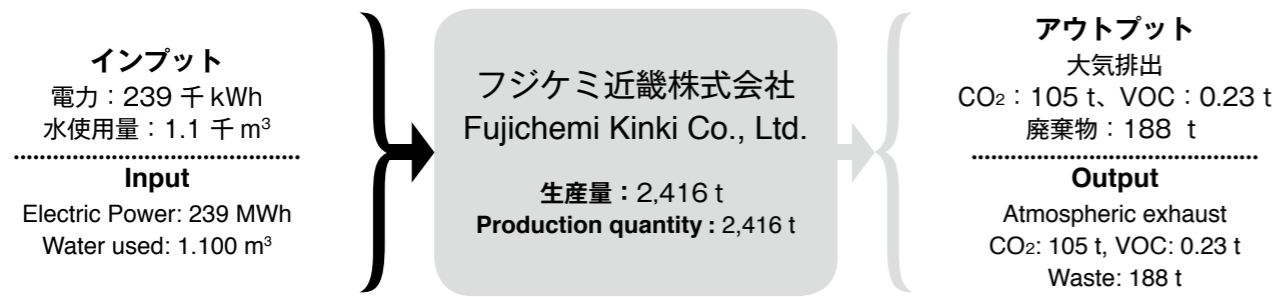 インプット
電力：239 千 kWh
水使用量：1.1 千 m³
Input
Electric Power: 239 MWh
Water used: 1.100 m³
フジケミ近畿株式会社
Fujichemi Kinki Co., Ltd.
生産量：2,416 t
Production quantity : 2,416 t
アウトプット
大気排出
CO₂：105 t、VOC：0.23 t
廃棄物：188 t
Output
Atmospheric exhaust
CO₂: 105 t, VOC: 0.23 t
Waste: 188 t